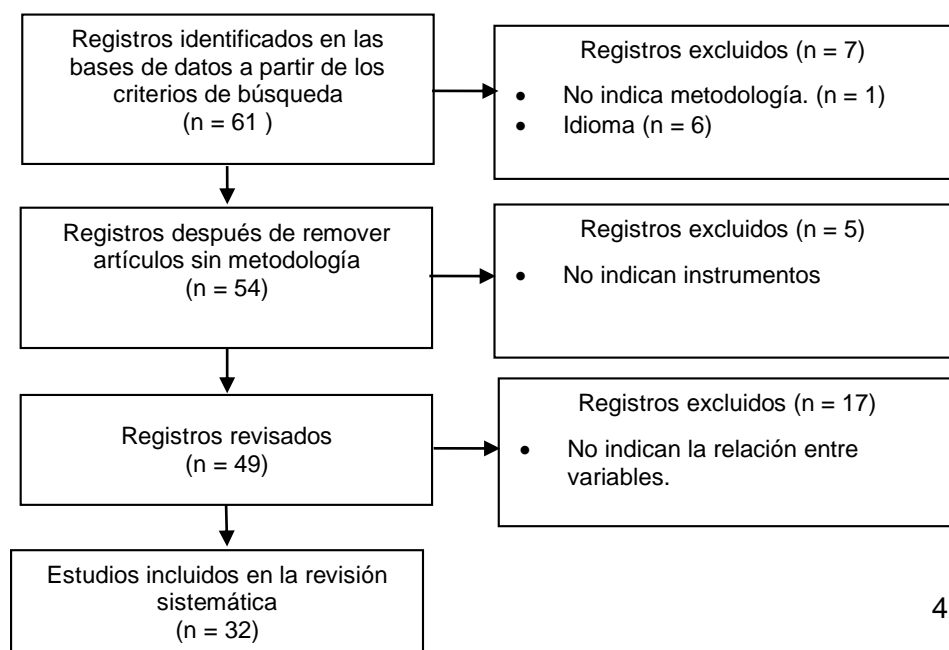 Registros identificados en las
bases de datos a partir de los
criterios de búsqueda
(n = 61 )
Registros excluidos (n = 7)
• No indica metodología. (n = 1)
• Idioma (n = 6)
Registros después de remover
artículos sin metodología
(n = 54)
Registros excluidos (n = 5)
• No indican instrumentos
Registros revisados
(n = 49)
Registros excluidos (n = 17)
• No indican la relación entre
variables.
Estudios incluidos en la revisión
sistemática
(n = 32)
4